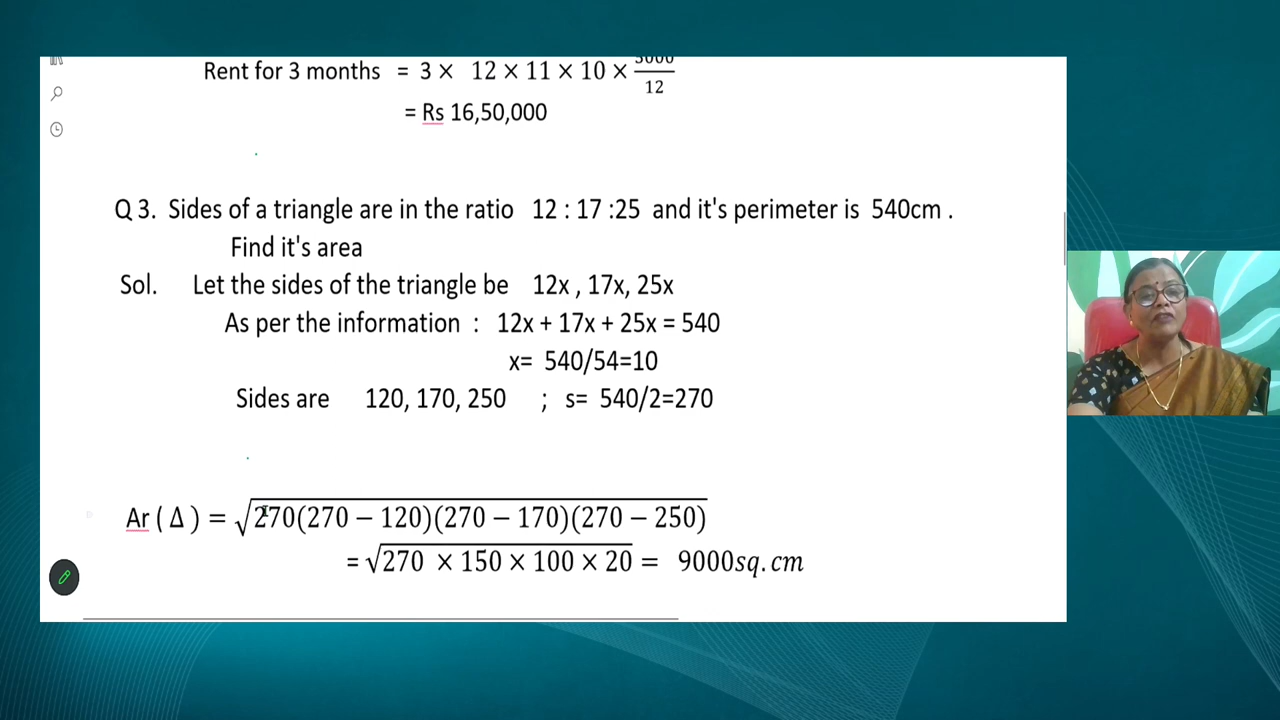 Rent for 3 months = 3 × 12 × 11 × 10 × 5000/12
= Rs 16,50,000
Q 3. Sides of a triangle are in the ratio 12 : 17 :25 and it's perimeter is 540cm .
Find it's area
Sol. Let the sides of the triangle be 12x , 17x, 25x
As per the information : 12x + 17x + 25x = 540
x= 540/54=10
Sides are 120, 170, 250 ; s= 540/2=270
Ar ( Δ ) = √270(270 − 120)(270 − 170)(270 − 250)
= √270 × 150 × 100 × 20 = 9000sq. cm